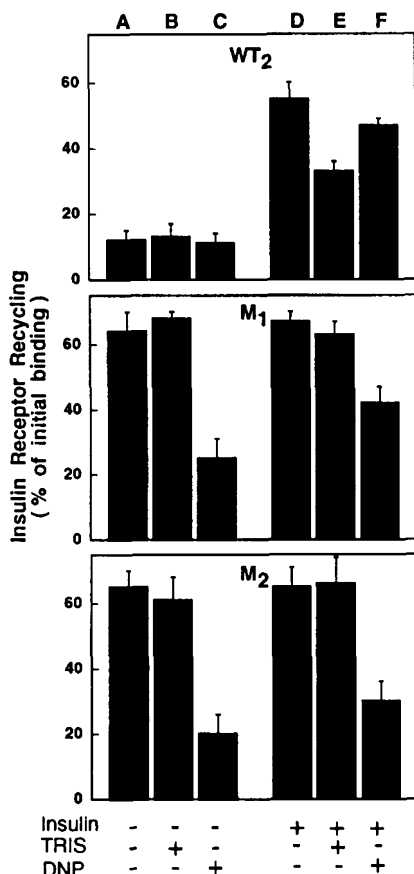 A B C D E F
WT2
60
40
20
0
M1
60
40
20
0
M2
60
40
20
0
Insulin Receptor Recycling
( % of initial binding)
Insulin - - - + + +
TRIS - + - - + -
DNP - - + - - +